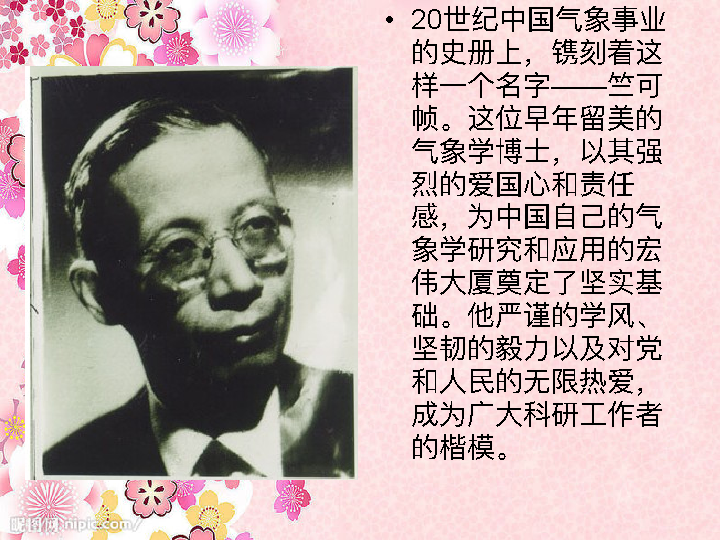 • 20世纪中国气象事业
的史册上，镌刻着这
样一个名字——竺可
帧。这位早年留美的
气象学博士，以其强
烈的爱国心和责任
感，为中国自己的气
象学研究和应用的宏
伟大厦奠定了坚实基
础。他严谨的学风、
坚韧的毅力以及对党
和人民的无限热爱，
成为广大科研工作者
的楷模。
昵图网 nipic.com/